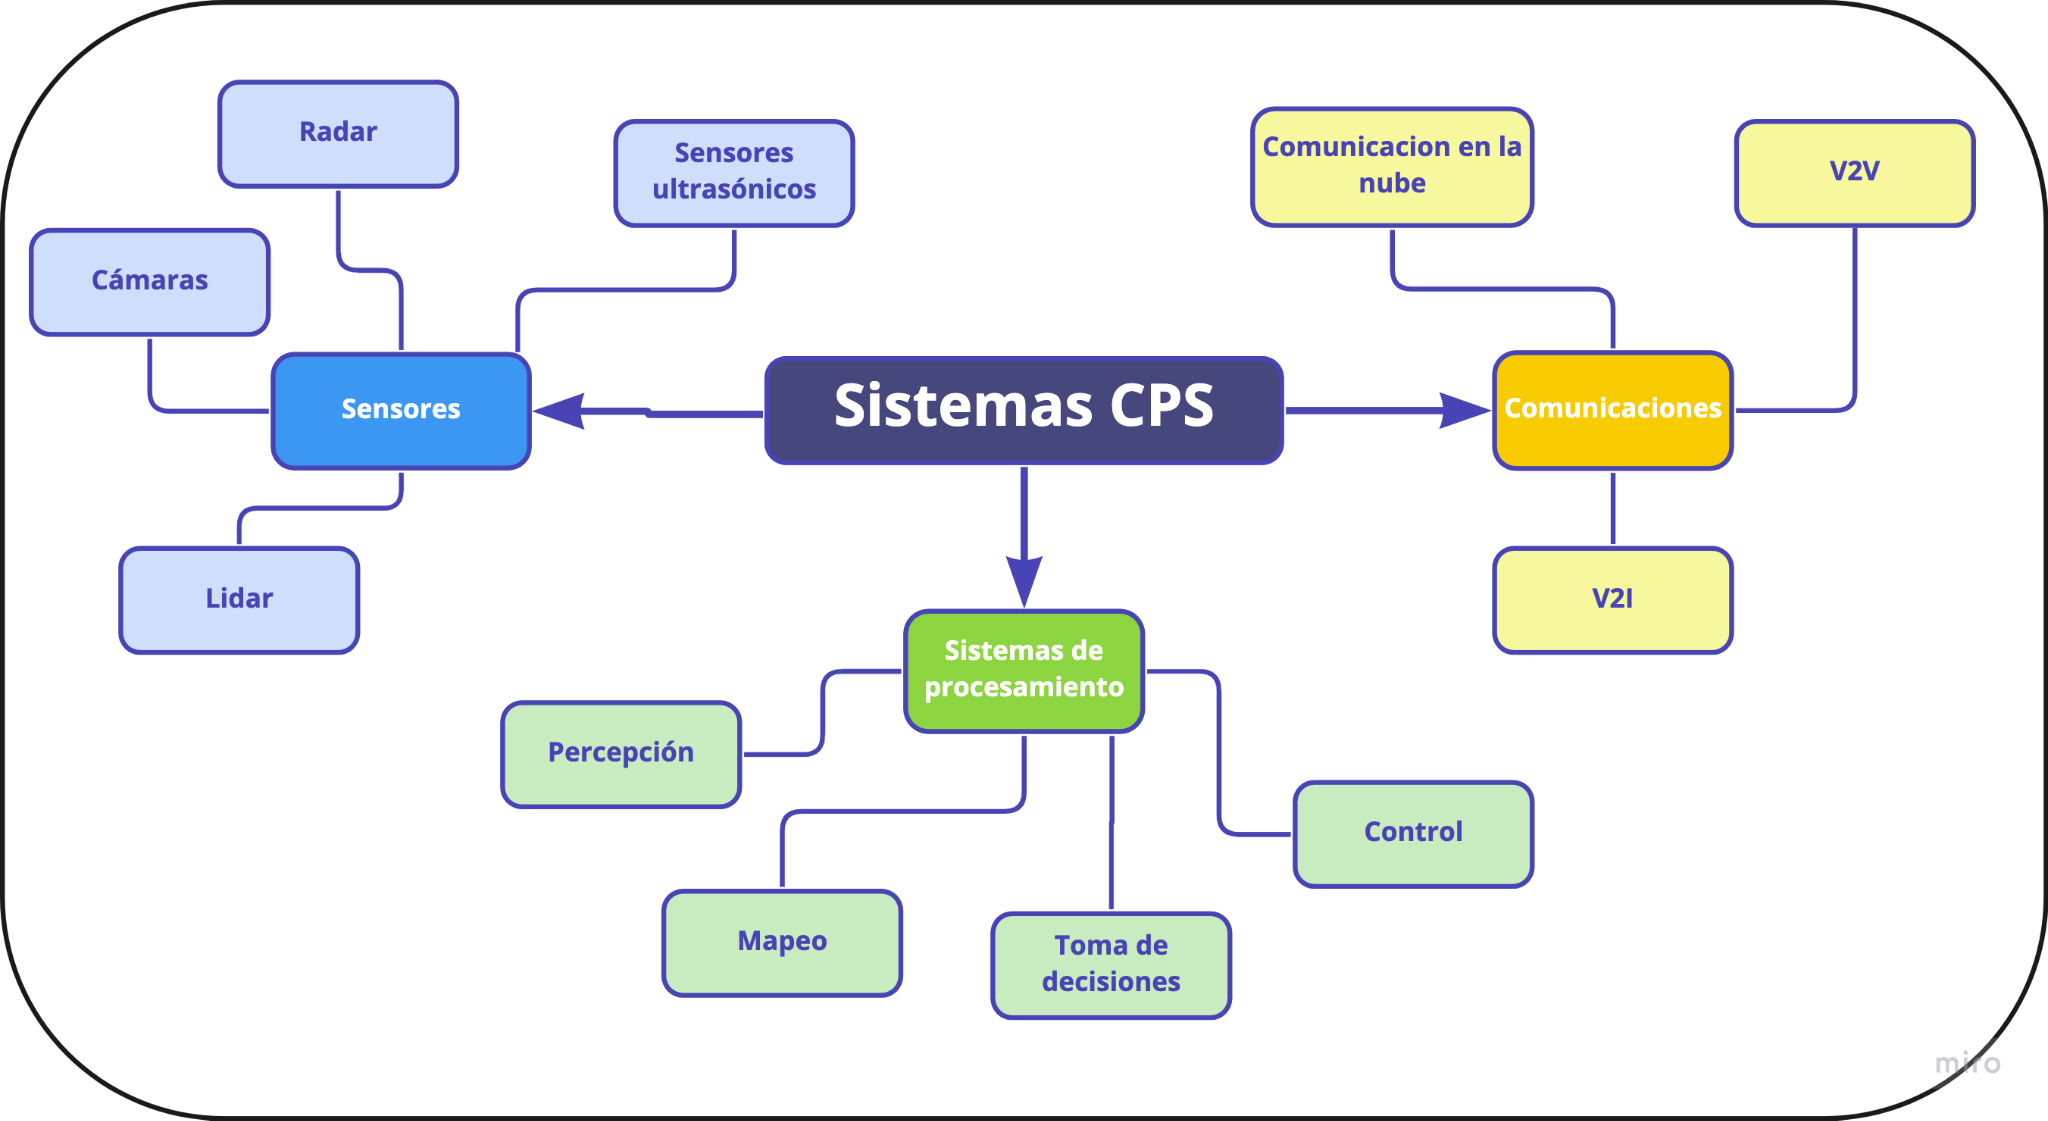 Radar
Sensores
ultrasónicos
Comunicacion en la
nube
V2V
Cámaras
Sensores
Sistemas CPS
Comunicaciones
Lidar
V2I
Sistemas de
procesamiento
Percepción
Control
Mapeo
Toma de
decisiones
miro